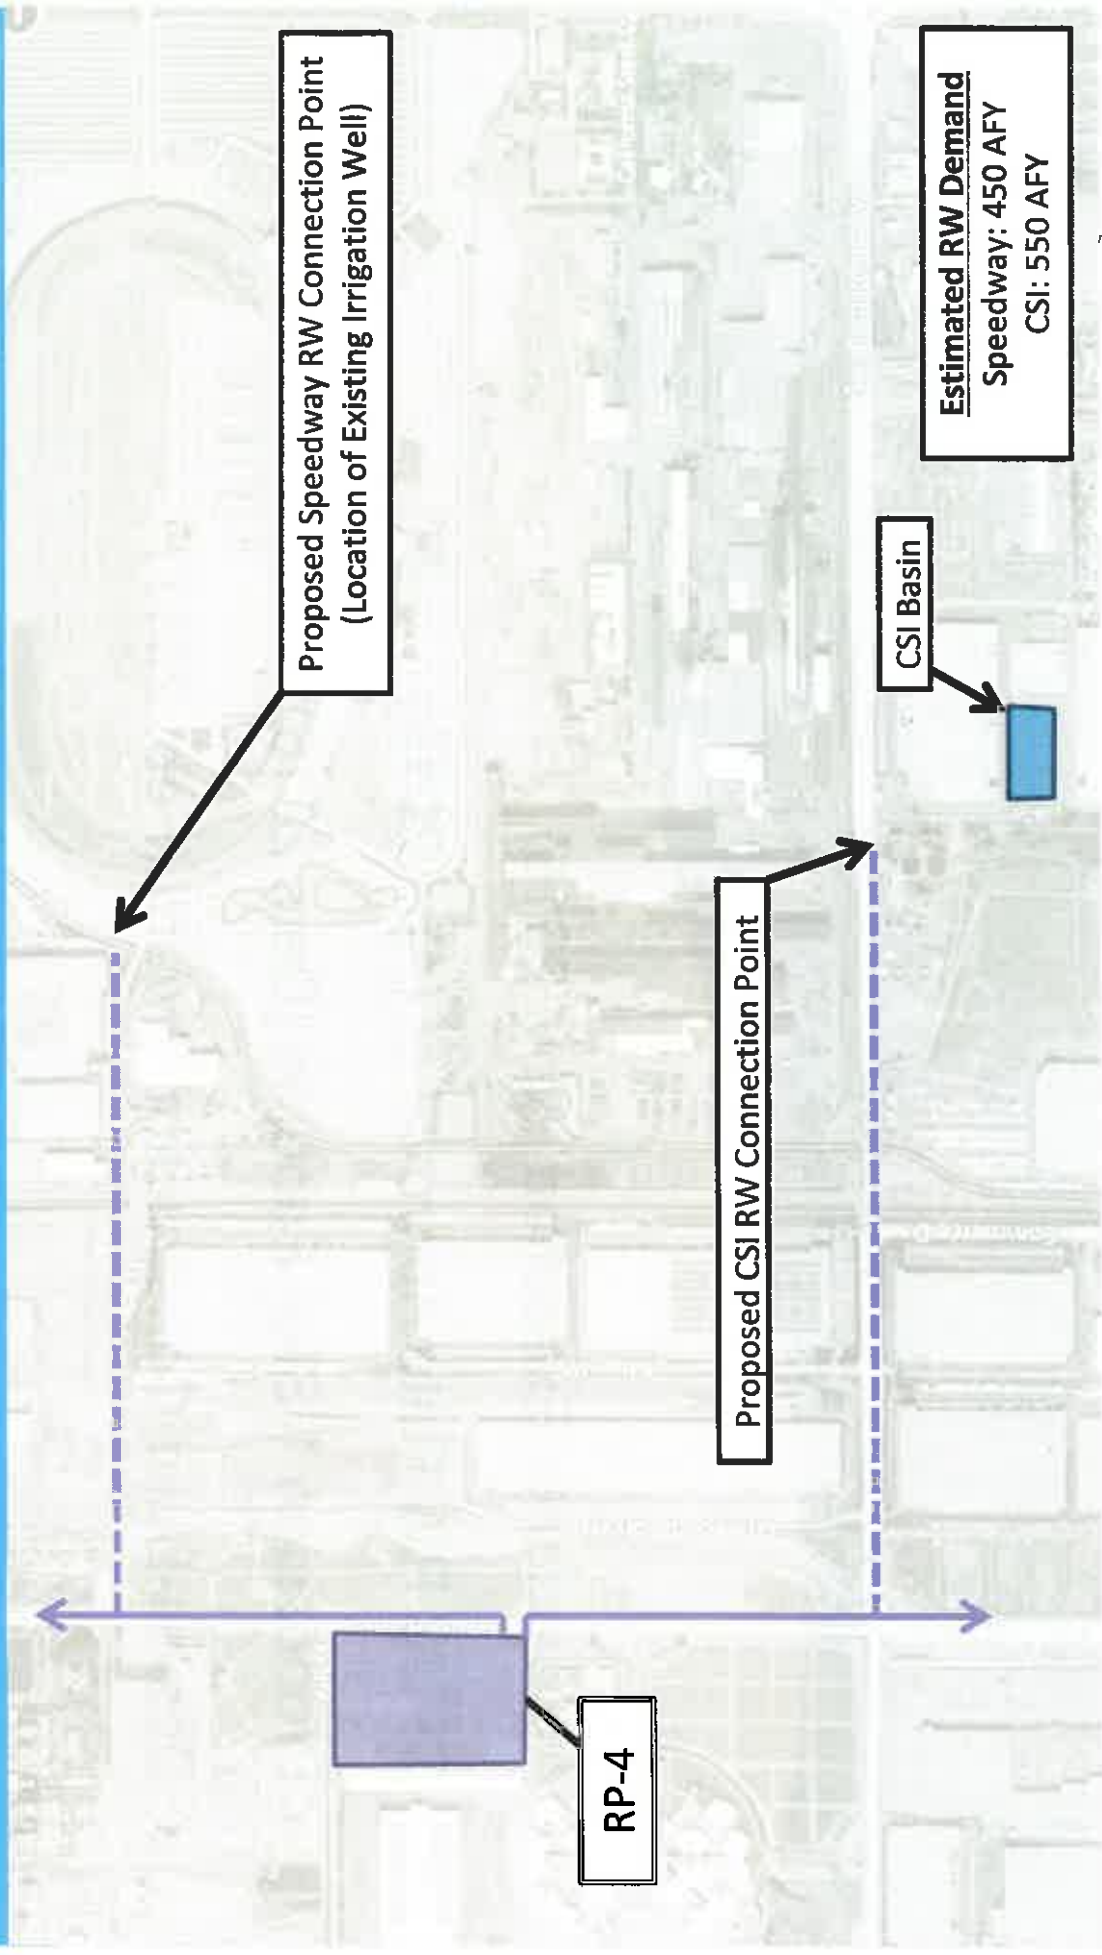 Proposed Speedway RW Connection Point
(Location of Existing Irrigation Well)
Estimated RW Demand
Speedway: 450 AFY
CSI: 550 AFY
CSI Basin
Proposed CSI RW Connection Point
RP-4